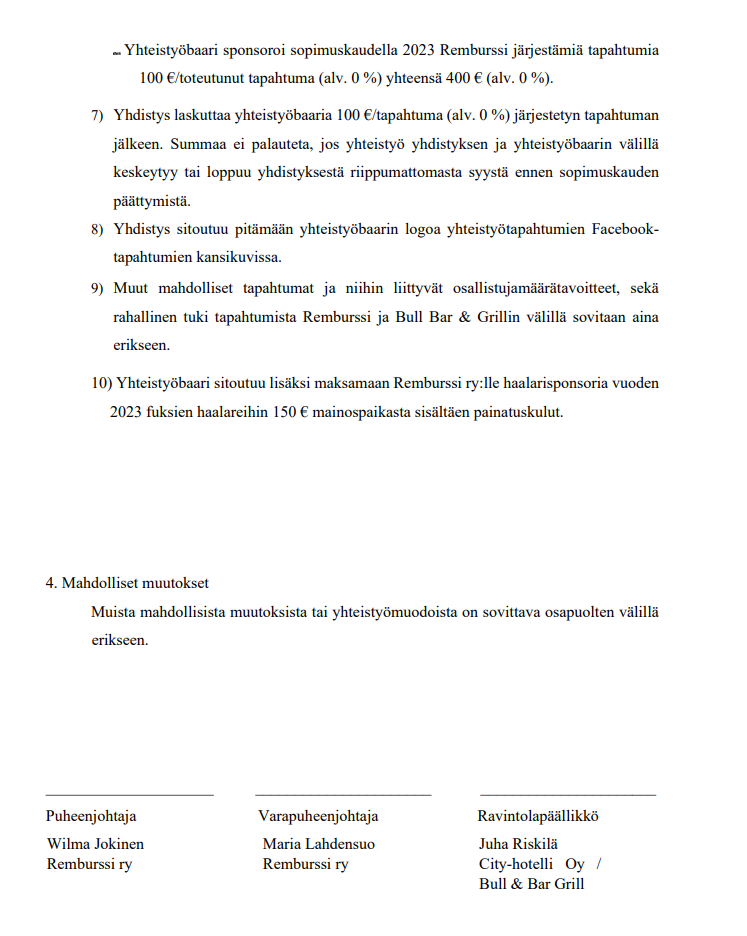 Yhteistyöbaari sponsoroi sopimuskaudella 2023 Remburssi järjestämiä tapahtumia
100 €/toteutunut tapahtuma (alv. 0 %) yhteensä 400 € (alv. 0 %).
7) Yhdistys laskuttaa yhteistyöbaaria 100 €/tapahtuma (alv. 0 %) järjestetyn tapahtuman
jälkeen. Summaa ei palauteta, jos yhteistyö yhdistyksen ja yhteistyöbaarin välillä
keskeytyy tai loppuu yhdistyksestä riippumattomasta syystä ennen sopimuskauden
päättymistä.
8) Yhdistys sitoutuu pitämään yhteistyöbaarin logoa yhteistyötapahtumien Facebook-
tapahtumien kansikuvissa.
9) Muut mahdolliset tapahtumat ja niihin liittyvät osallistujamäärätavoitteet, sekä
rahallinen tuki tapahtumista Remburssi ja Bull Bar & Grillin välillä sovitaan aina
erikseen.
10) Yhteistyöbaari sitoutuu lisäksi maksamaan Remburssi ry:lle haalarisponsoria vuoden
2023 fuksien haalareihin 150 € mainospaikasta sisältäen painatuskulut.
4. Mahdolliset muutokset
Muista mahdollisista muutoksista tai yhteistyömuodoista on sovittava osapuolten välillä
erikseen.
Puheenjohtaja Varapuheenjohtaja Ravintolapäällikkö
Wilma Jokinen Maria Lahdensuo Juha Riskilä
Remburssi ry Remburssi ry City-hotelli Oy /
Bull & Bar Grill